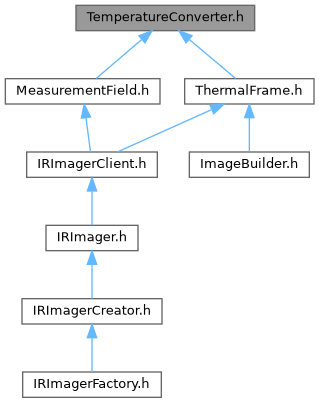 TemperatureConverter.h
MeasurementField.h
ThermalFrame.h
IRImagerClient.h
ImageBuilder.h
IRImager.h
IRImagerCreator.h
IRImagerFactory.h